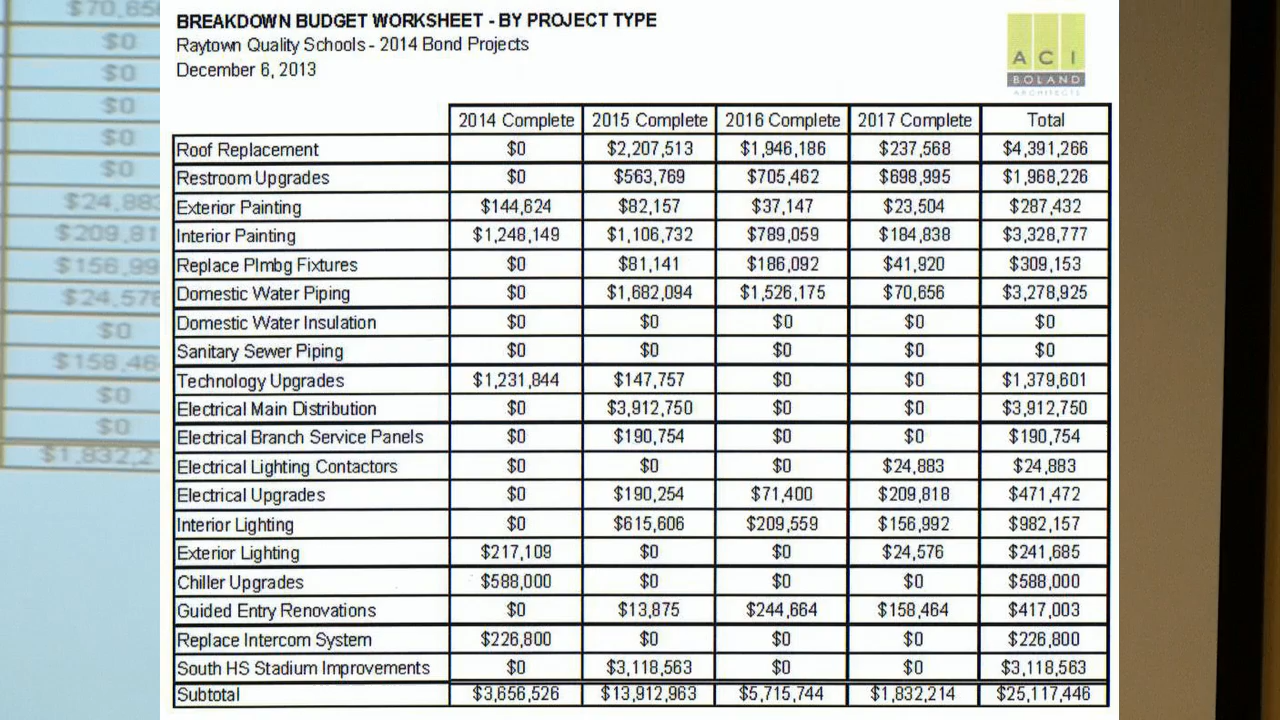 BREAKDOWN BUDGET WORKSHEET - BY PROJECT TYPE
Raytown Quality Schools - 2014 Bond Projects
December 6, 2013
ACI
BOLAND
ARCHITECTS
2014 Complete 2015 Complete 2016 Complete 2017 Complete Total
Roof Replacement $0 $2,207,513 $1,946,186 $237,568 $4,391,266
Restroom Upgrades $0 $563,769 $705,462 $698,995 $1,968,226
Exterior Painting $144,624 $82,157 $37,147 $23,504 $287,432
Interior Painting $1,248,149 $1,106,732 $789,059 $184,838 $3,328,777
Replace Plmbg Fixtures $0 $81,141 $186,092 $41,920 $309,153
Domestic Water Piping $0 $1,682,094 $1,526,175 $70,656 $3,278,925
Domestic Water Insulation $0 $0 $0 $0 $0
Sanitary Sewer Piping $0 $0 $0 $0 $0
Technology Upgrades $1,231,844 $147,757 $0 $0 $1,379,601
Electrical Main Distribution $0 $3,912,750 $0 $0 $3,912,750
Electrical Branch Service Panels $0 $190,754 $0 $0 $190,754
Electrical Lighting Contactors $0 $0 $0 $24,883 $24,883
Electrical Upgrades $0 $190,254 $71,400 $209,818 $471,472
Interior Lighting $0 $615,606 $209,559 $156,992 $982,157
Exterior Lighting $217,109 $0 $0 $24,576 $241,685
Chiller Upgrades $588,000 $0 $0 $0 $588,000
Guided Entry Renovations $0 $13,875 $244,664 $158,464 $417,003
Replace Intercom System $226,800 $0 $0 $0 $226,800
South HS Stadium Improvements $0 $3,118,563 $0 $0 $3,118,563
Subtotal $3,656,526 $13,912,963 $5,715,744 $1,832,214 $25,117,446